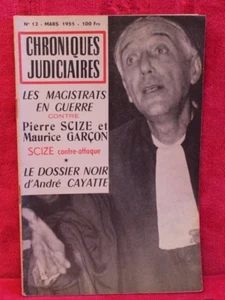 N° 12 - MARS 1955 - 100 Frs
CHRONIQUES
JUDICIAIRES
LES MAGISTRATS
EN GUERRE
CONTRE
Pierre SCIZE et
Maurice GARÇON
SCIZE contre-attaque
★
LE DOSSIER NOIR
d'André CAYATTE